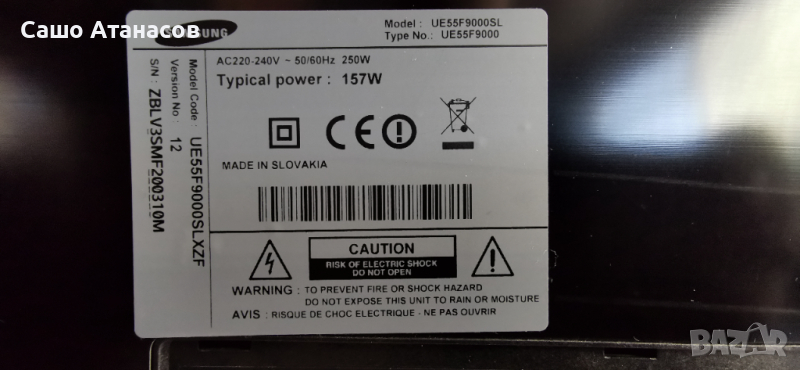 Сашо Атанасов
SAMSUNG
Model : UE55F9000SL
Type No.: UE55F9000
AC220-240V ~ 50/60Hz 250W
Typical power : 157W
CE
MADE IN SLOVAKIA
CAUTION
RISK OF ELECTRIC SHOCK
DO NOT OPEN
WARNING : TO PREVENT FIRE OR SHOCK HAZARD
DO NOT EXPOSE THIS UNIT TO RAIN OR MOISTURE
AVIS : RISQUE DE CHOC ELECTRIQUE - NE PAS OUVRIR
Model Code : UE55F9000SLXZF
Version No : 12
S/N : ZBLV3SMF200310M
BAZAR